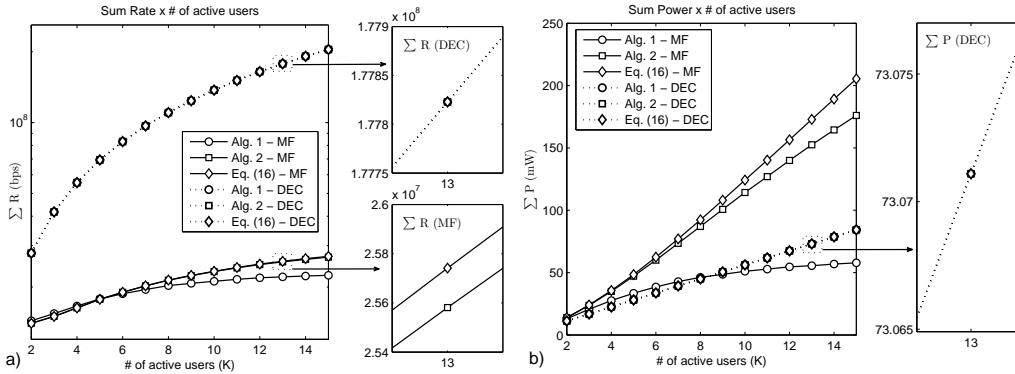 Sum Rate x # of active users
10^8
10^8
∑ R (bps)
Alg. 1 – MF
Alg. 2 – MF
Eq. (16) – MF
Alg. 1 – DEC
Alg. 2 – DEC
Eq. (16) – DEC
2 4 6 8 10 12 14
# of active users (K)
a)
1.779
1.7785
1.778
1.7775
∑ R (DEC)
13
x 10^7
2.6
2.58
2.56
2.54
∑ R (MF)
13
Sum Power x # of active users
250
200
150
100
50
0
∑ P (mW)
Alg. 1 – MF
Alg. 2 – MF
Eq. (16) – MF
Alg. 1 – DEC
Alg. 2 – DEC
Eq. (16) – DEC
2 4 6 8 10 12 14
# of active users (K)
b)
∑ P (DEC)
73.075
73.07
73.065
13